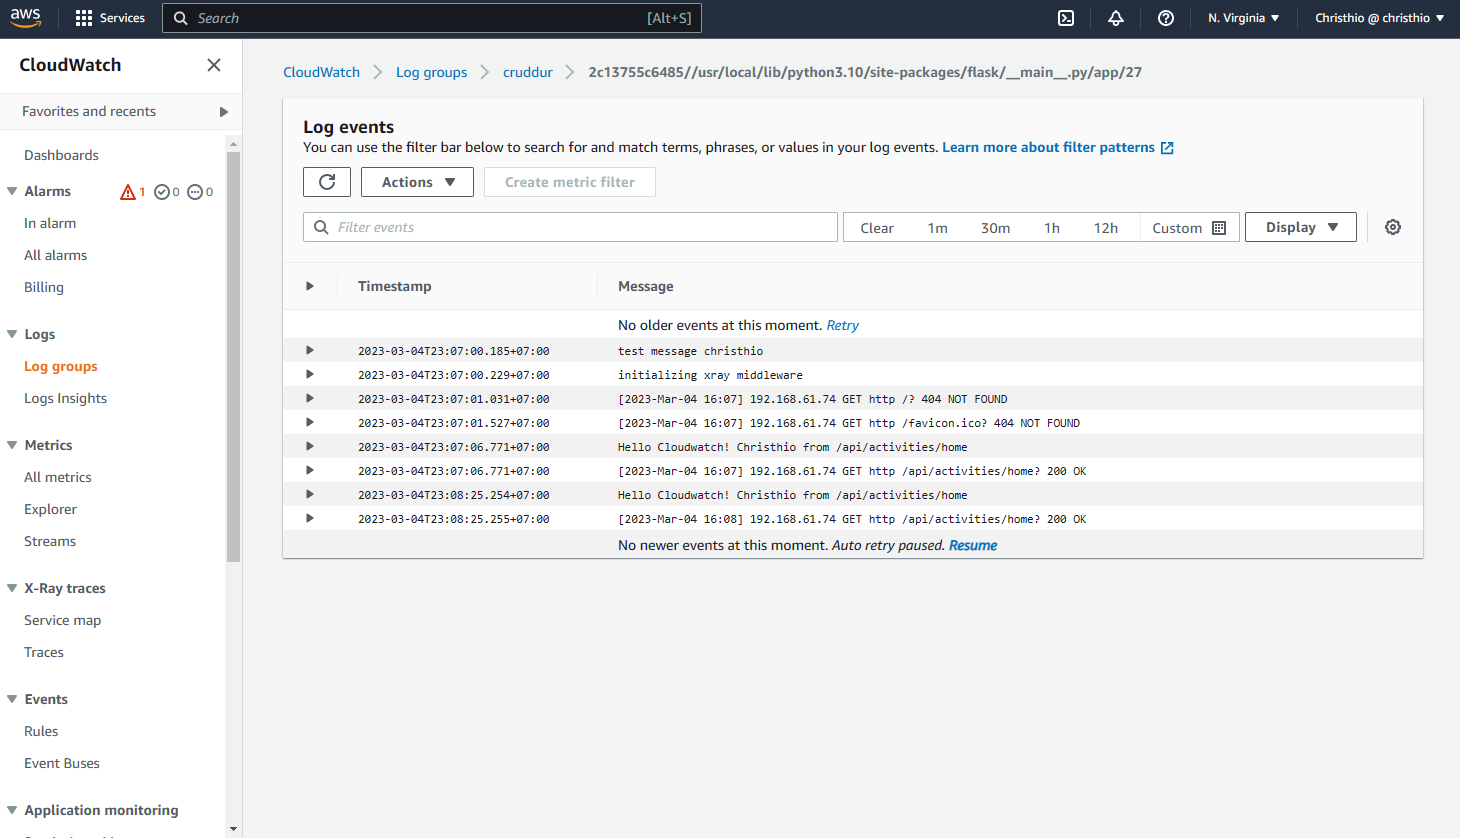 aws
Services
Search
[Alt+S]
N. Virginia
Christhio @ christhio
CloudWatch
Favorites and recents
Dashboards
Alarms 1 0 0
In alarm
All alarms
Billing
Logs
Log groups
Logs Insights
Metrics
All metrics
Explorer
Streams
X-Ray traces
Service map
Traces
Events
Rules
Event Buses
Application monitoring
CloudWatch Log groups cruddur 2c13755c6485//usr/local/lib/python3.10/site-packages/flask/__main__.py/app/27
Log events
You can use the filter bar below to search for and match terms, phrases, or values in your log events. Learn more about filter patterns
Actions
Create metric filter
Filter events
Clear 1m 30m 1h 12h Custom
Display
Timestamp Message
No older events at this moment. Retry
2023-03-04T23:07:00.185+07:00 test message christhio
2023-03-04T23:07:00.229+07:00 initializing xray middleware
2023-03-04T23:07:01.031+07:00 [2023-Mar-04 16:07] 192.168.61.74 GET http /? 404 NOT FOUND
2023-03-04T23:07:01.527+07:00 [2023-Mar-04 16:07] 192.168.61.74 GET http /favicon.ico? 404 NOT FOUND
2023-03-04T23:07:06.771+07:00 Hello Cloudwatch! Christhio from /api/activities/home
2023-03-04T23:07:06.771+07:00 [2023-Mar-04 16:07] 192.168.61.74 GET http /api/activities/home? 200 OK
2023-03-04T23:08:25.254+07:00 Hello Cloudwatch! Christhio from /api/activities/home
2023-03-04T23:08:25.255+07:00 [2023-Mar-04 16:08] 192.168.61.74 GET http /api/activities/home? 200 OK
No newer events at this moment. Auto retry paused. Resume